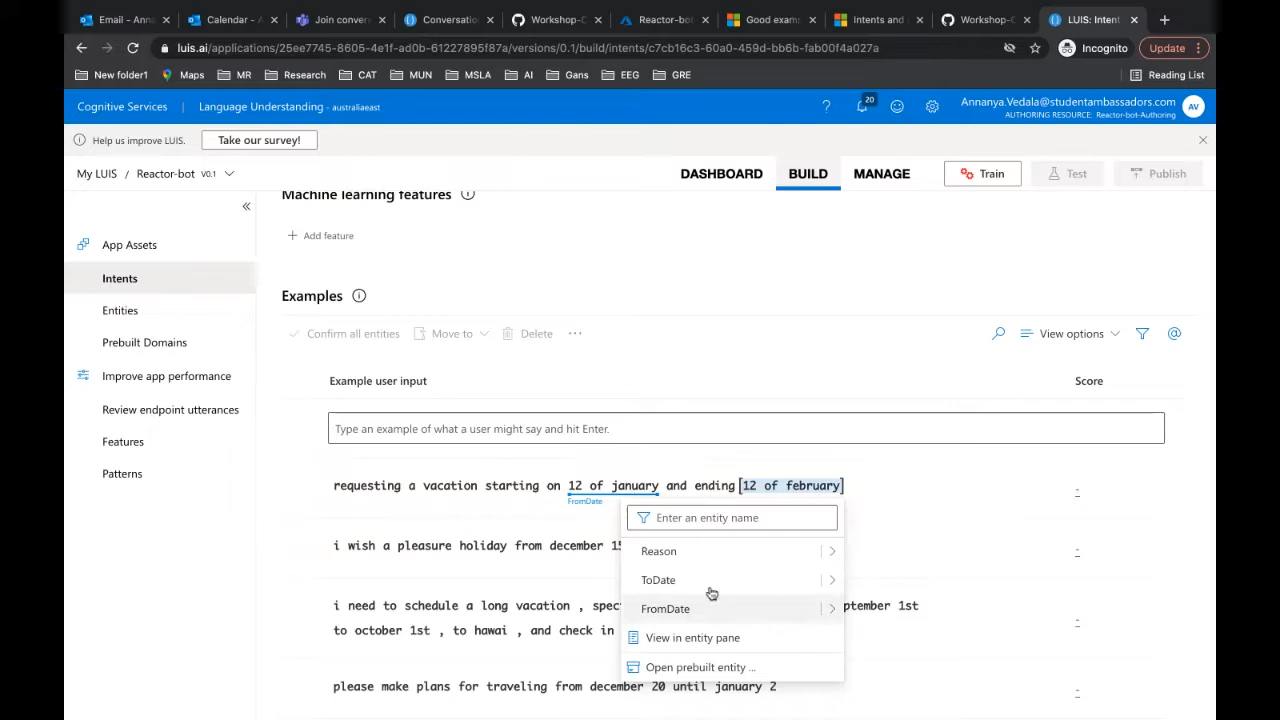 Email - Anna
Calendar - A
Join conver
Conversatio
Workshop-C
Reactor-bot
Good exam
Intents and
Workshop-C
LUIS: Intent
luis.ai/applications/25ee7745-8605-4e1f-ad0b-61227895f87a/versions/0.1/build/intents/c7cb16c3-60a0-459d-bb6b-fab00f4a027a
Incognito
Update
New folder1
Maps
MR
Research
CAT
MUN
MSLA
AI
Gans
EEG
GRE
Reading List
Cognitive Services | Language Understanding - australiaeast
? 20 Annanya.Vedala@studentambassadors.com
AUTHORING RESOURCE: Reactor-bot-Authoring
AV
Help us improve LUIS. Take our survey!
My LUIS / Reactor-bot V0.1
DASHBOARD
BUILD
MANAGE
Train
Test
Publish
Machine learning features
+ Add feature
App Assets
Intents
Entities
Prebuilt Domains
Improve app performance
Review endpoint utterances
Features
Patterns
Examples
Confirm all entities
Move to
Delete
...
View options
@
Example user input
Score
Type an example of what a user might say and hit Enter.
requesting a vacation starting on 12 of january and ending [12 of february] -
FromDate
Enter an entity name
Reason
ToDate
FromDate
View in entity pane
Open prebuilt entity ...
i wish a pleasure holiday from december 15 -
i need to schedule a long vacation , spec ptember 1st
to october 1st , to hawai , and check in -
please make plans for traveling from december 20 until january 2 -